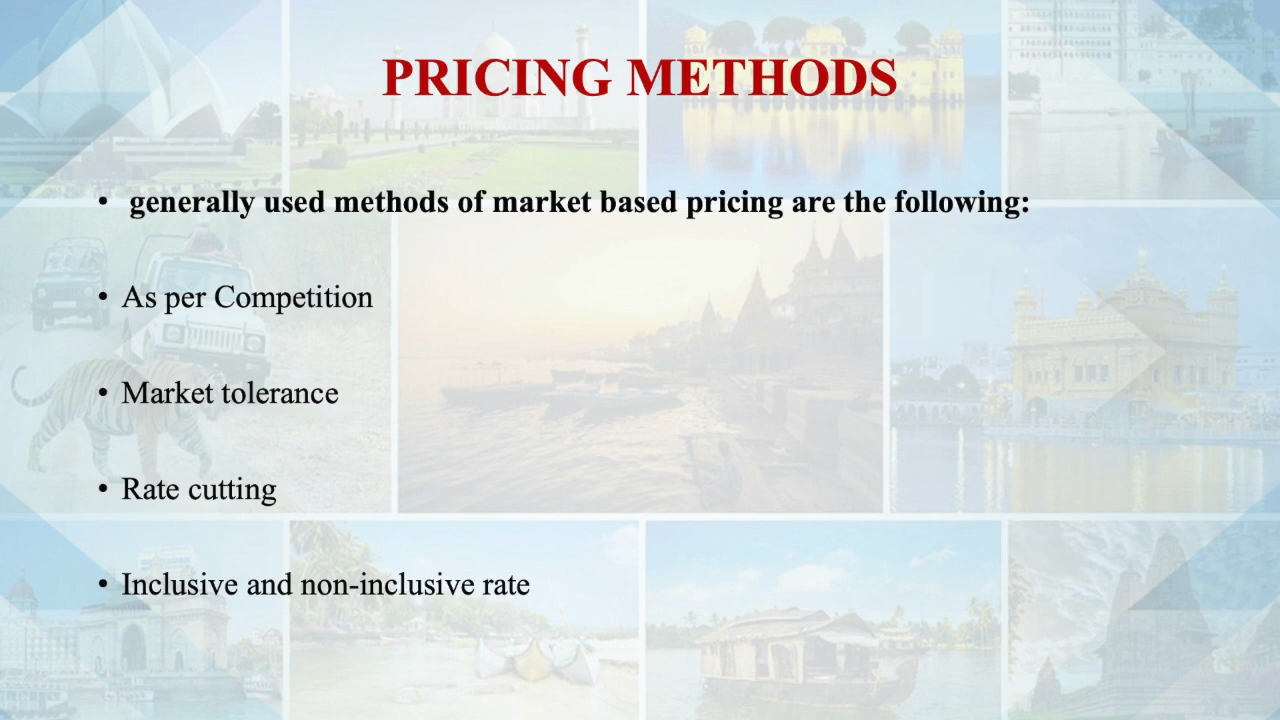 PRICING METHODS
• generally used methods of market based pricing are the following:
• As per Competition
• Market tolerance
• Rate cutting
• Inclusive and non-inclusive rate